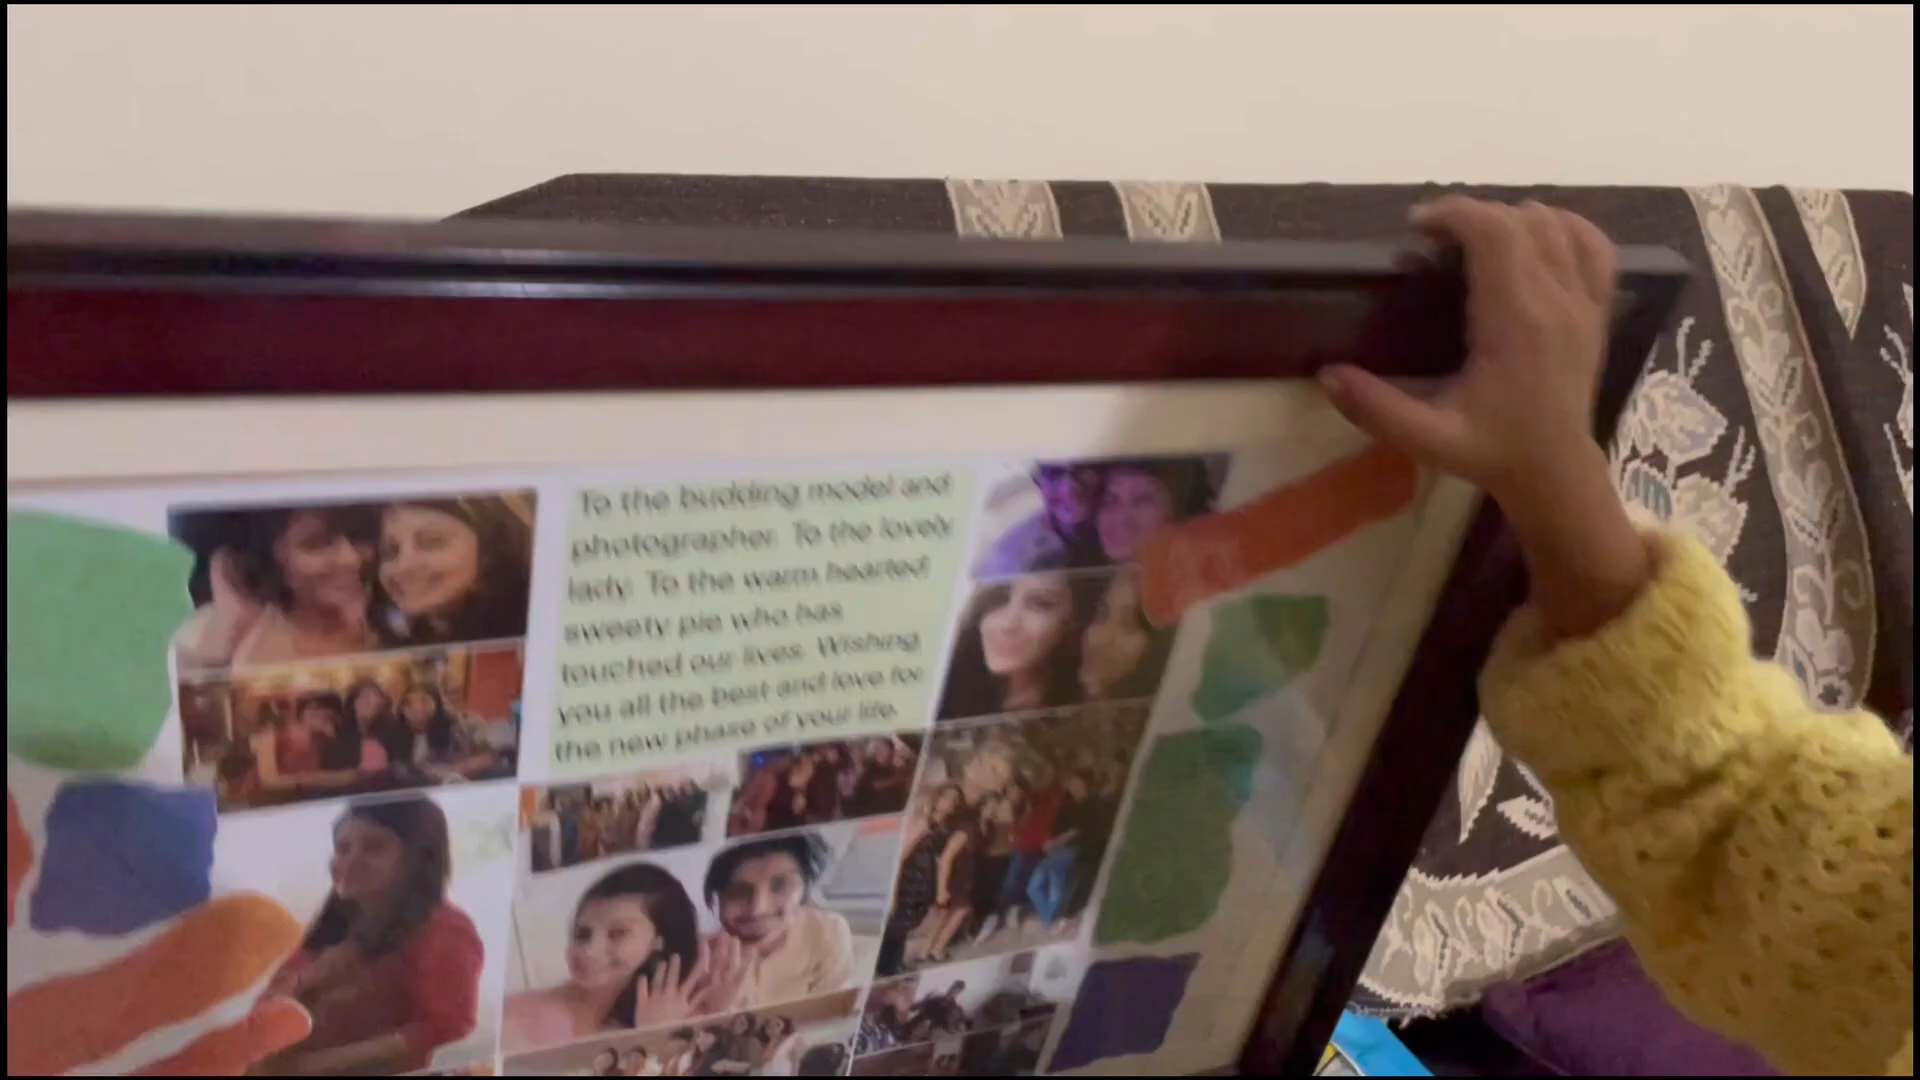 To the budding model and
photographer. To the lovely
lady. To the warm hearted
sweety pie who has
touched our lives. Wishing
you all the best and love for
the new phase of your life.